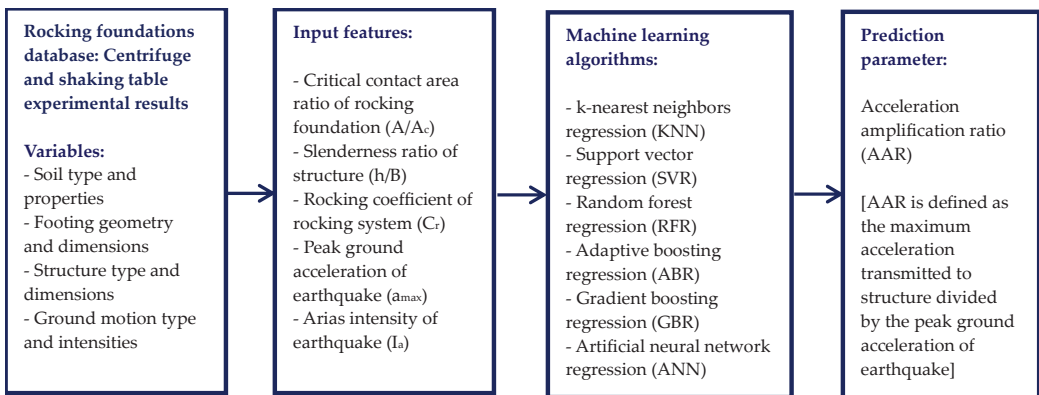 Rocking foundations
database: Centrifuge
and shaking table
experimental results
Variables:
- Soil type and
properties
- Footing geometry
and dimensions
- Structure type and
dimensions
- Ground motion type
and intensities
Input features:
- Critical contact area
ratio of rocking
foundation (A/Ac)
- Slenderness ratio of
structure (h/B)
- Rocking coefficient of
rocking system (Cr)
- Peak ground
acceleration of
earthquake (amax)
- Arias intensity of
earthquake (Ia)
Machine learning
algorithms:
- k-nearest neighbors
regression (KNN)
- Support vector
regression (SVR)
- Random forest
regression (RFR)
- Adaptive boosting
regression (ABR)
- Gradient boosting
regression (GBR)
- Artificial neural network
regression (ANN)
Prediction
parameter:
Acceleration
amplification ratio
(AAR)
[AAR is defined as
the maximum
acceleration
transmitted to
structure divided
by the peak ground
acceleration of
earthquake]